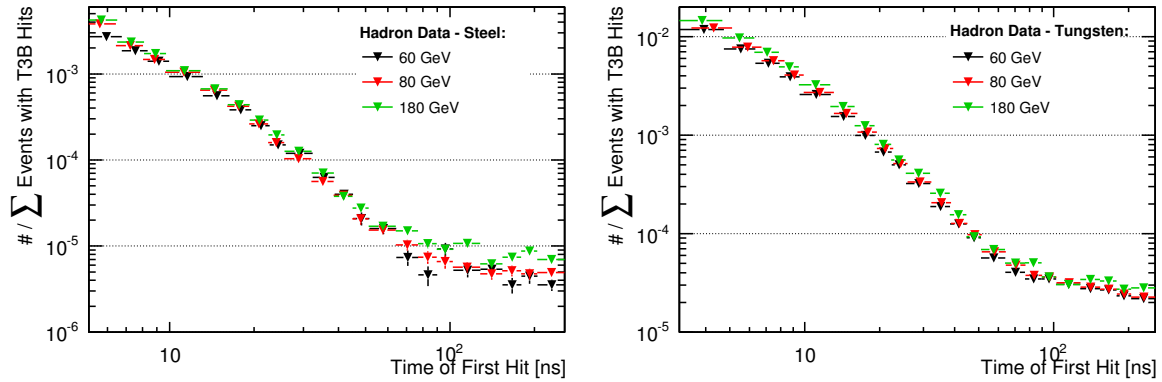 # / ∑ Events with T3B Hits
Hadron Data - Steel:
60 GeV
80 GeV
180 GeV
10⁻³
10⁻⁴
10⁻⁵
10⁻⁶
10
10²
Time of First Hit [ns]
# / ∑ Events with T3B Hits
Hadron Data - Tungsten:
60 GeV
80 GeV
180 GeV
10⁻²
10⁻³
10⁻⁴
10⁻⁵
10
10²
Time of First Hit [ns]